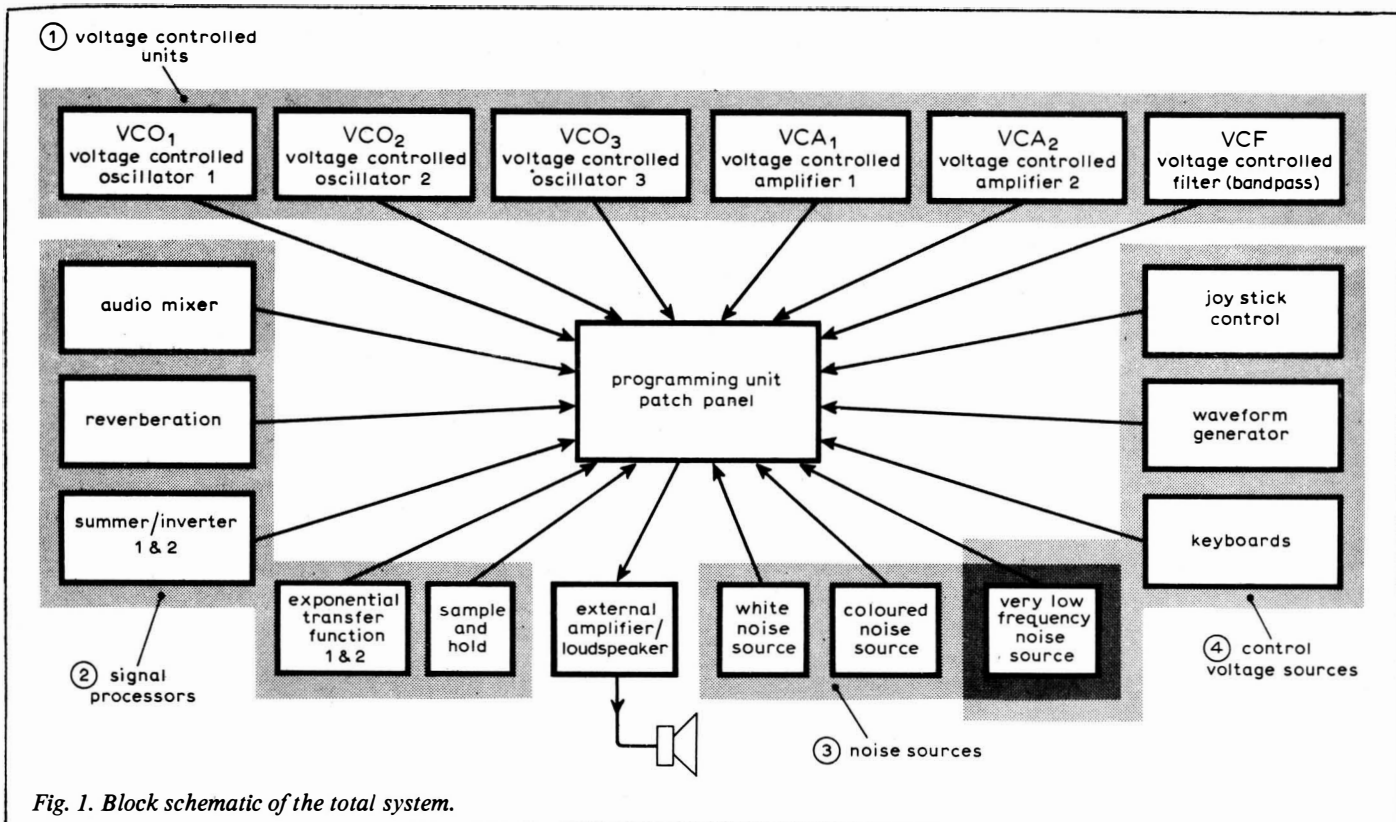 ① voltage controlled
units
VCO₁
voltage controlled
oscillator 1
VCO₂
voltage controlled
oscillator 2
VCO₃
voltage controlled
oscillator 3
VCA₁
voltage controlled
amplifier 1
VCA₂
voltage controlled
amplifier 2
VCF
voltage controlled
filter (bandpass)
audio mixer
reverberation
summer/inverter
1 & 2
programming unit
patch panel
joy stick
control
waveform
generator
keyboards
exponential
transfer
function
1 & 2
sample
and
hold
external
amplifier/
loudspeaker
white
noise
source
coloured
noise
source
very low
frequency
noise
source
② signal
processors
③ noise sources
④ control
voltage sources
Fig. 1. Block schematic of the total system.